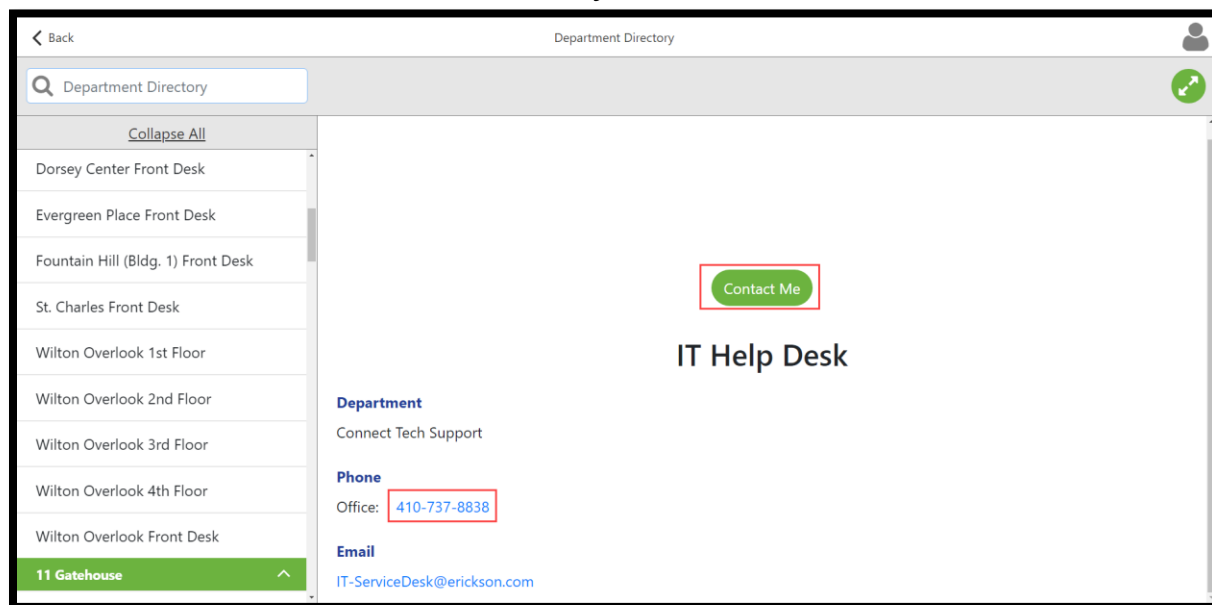 Back
Department Directory
Department Directory
Collapse All
Dorsey Center Front Desk
Evergreen Place Front Desk
Fountain Hill (Bldg. 1) Front Desk
St. Charles Front Desk
Wilton Overlook 1st Floor
Wilton Overlook 2nd Floor
Wilton Overlook 3rd Floor
Wilton Overlook 4th Floor
Wilton Overlook Front Desk
11 Gatehouse
Contact Me
IT Help Desk
Department
Connect Tech Support
Phone
Office: 410-737-8838
Email
IT-ServiceDesk@erickson.com